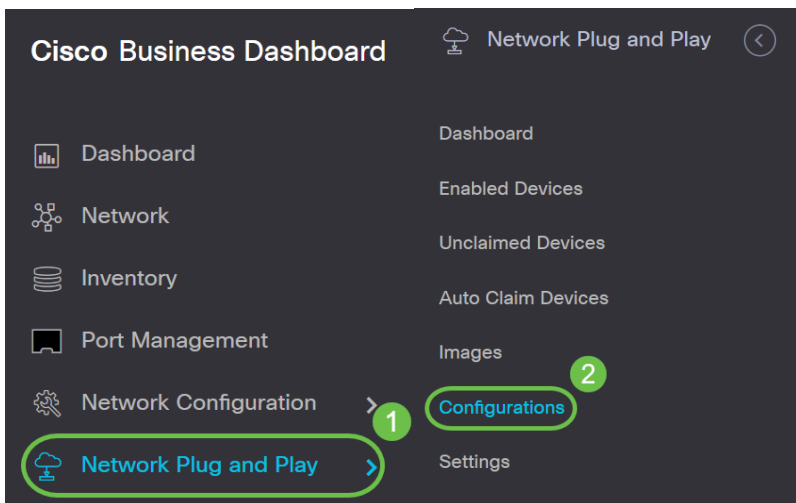 Cisco Business Dashboard
Dashboard
Network
Inventory
Port Management
Network Configuration
1
Network Plug and Play
Network Plug and Play
Dashboard
Enabled Devices
Unclaimed Devices
Auto Claim Devices
Images
2
Configurations
Settings